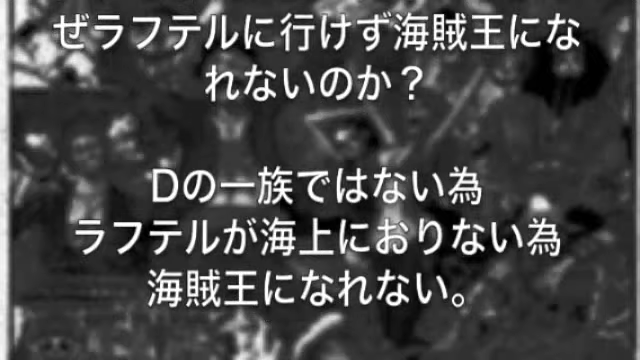 ぜラフテルに行けず海賊王にな
れないのか？
Dの一族ではない為
ラフテルが海上におりない為
海賊王になれない。